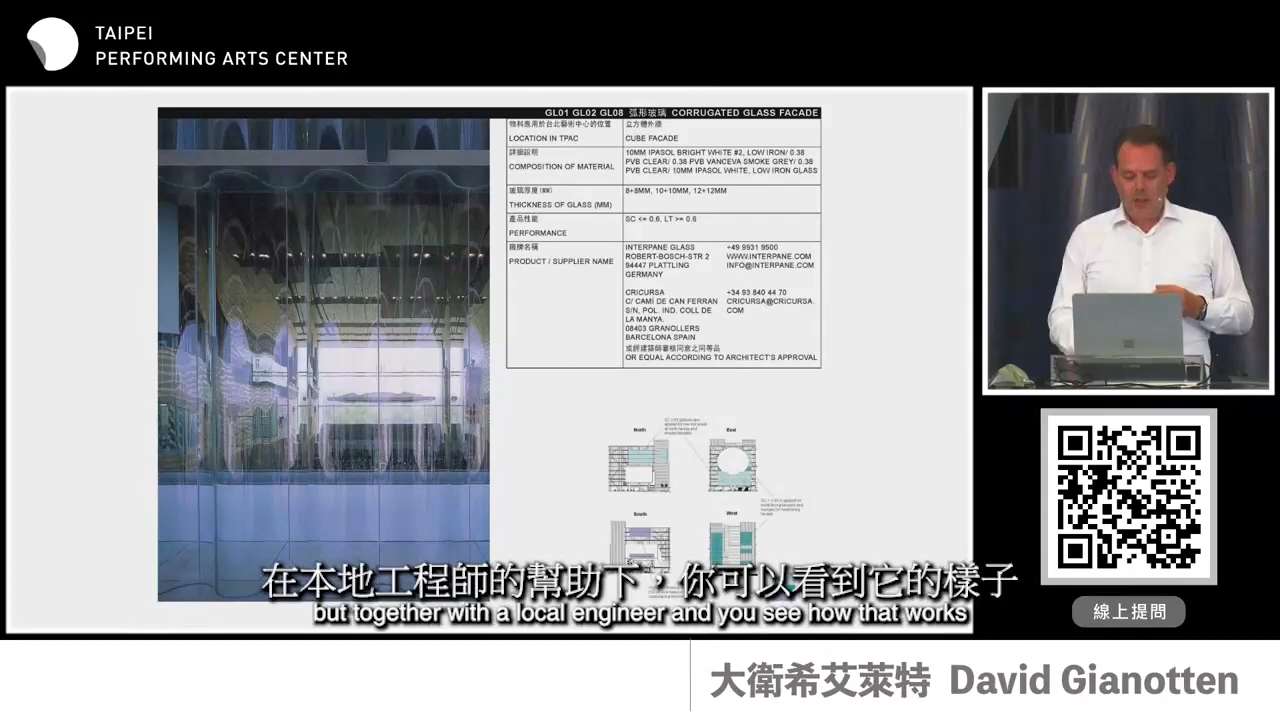 TAIPEI
PERFORMING ARTS CENTER
GL01 GL02 GL08 弧形玻璃 CORRUGATED GLASS FACADE
物料應用於台北藝術中心的位置 立方體外牆
LOCATION IN TPAC CUBE FACADE
詳細說明 10MM IPASOL BRIGHT WHITE #2, LOW IRON/ 0.38
COMPOSITION OF MATERIAL PVB CLEAR/ 0.38 PVB VANCEVA SMOKE GREY/ 0.38
PVB CLEAR/ 10MM IPASOL WHITE, LOW IRON GLASS
玻璃厚度(MM) 8+8MM, 10+10MM, 12+12MM
THICKNESS OF GLASS (MM)
產品性能 SC <= 0.6, LT >= 0.6
PERFORMANCE
廠牌名稱 INTERPANE GLASS +49 9931 9500
PRODUCT / SUPPLIER NAME ROBERT-BOSCH-STR 2 WWW.INTERPANE.COM
94447 PLATTLING INFO@INTERPANE.COM
GERMANY
CRICURSA +34 93 840 44 70
C/ CAMÍ DE CAN FERRAN CRICURSA@CRICURSA.
S/N, POL. IND. COLL DE COM
LA MANYA.
08403 GRANOLLERS
BARCELONA SPAIN
或經建築師審核同意之同等品
OR EQUAL ACCORDING TO ARCHITECT'S APPROVAL
North East
South West
在本地工程師的幫助下，你可以看到它的樣子
but together with a local engineer and you see how that works
線上提問
大衛希艾萊特 David Gianotten